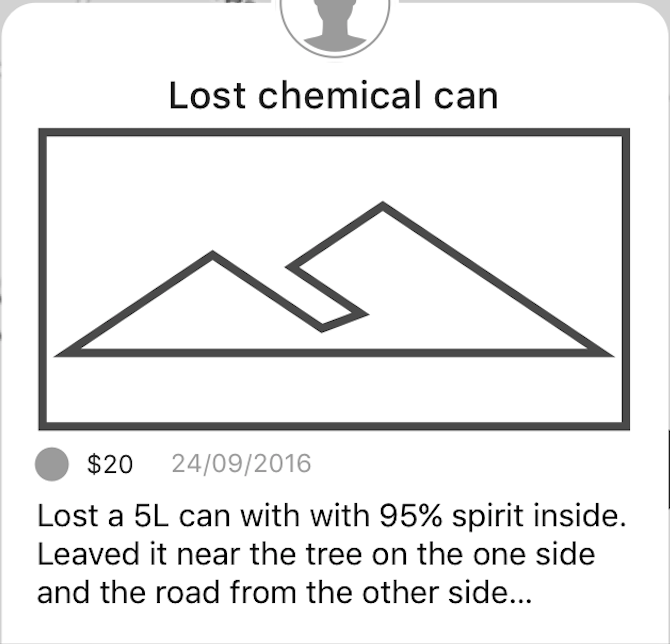 Lost chemical can
$20 24/09/2016
Lost a 5L can with with 95% spirit inside.
Leaved it near the tree on the one side
and the road from the other side...